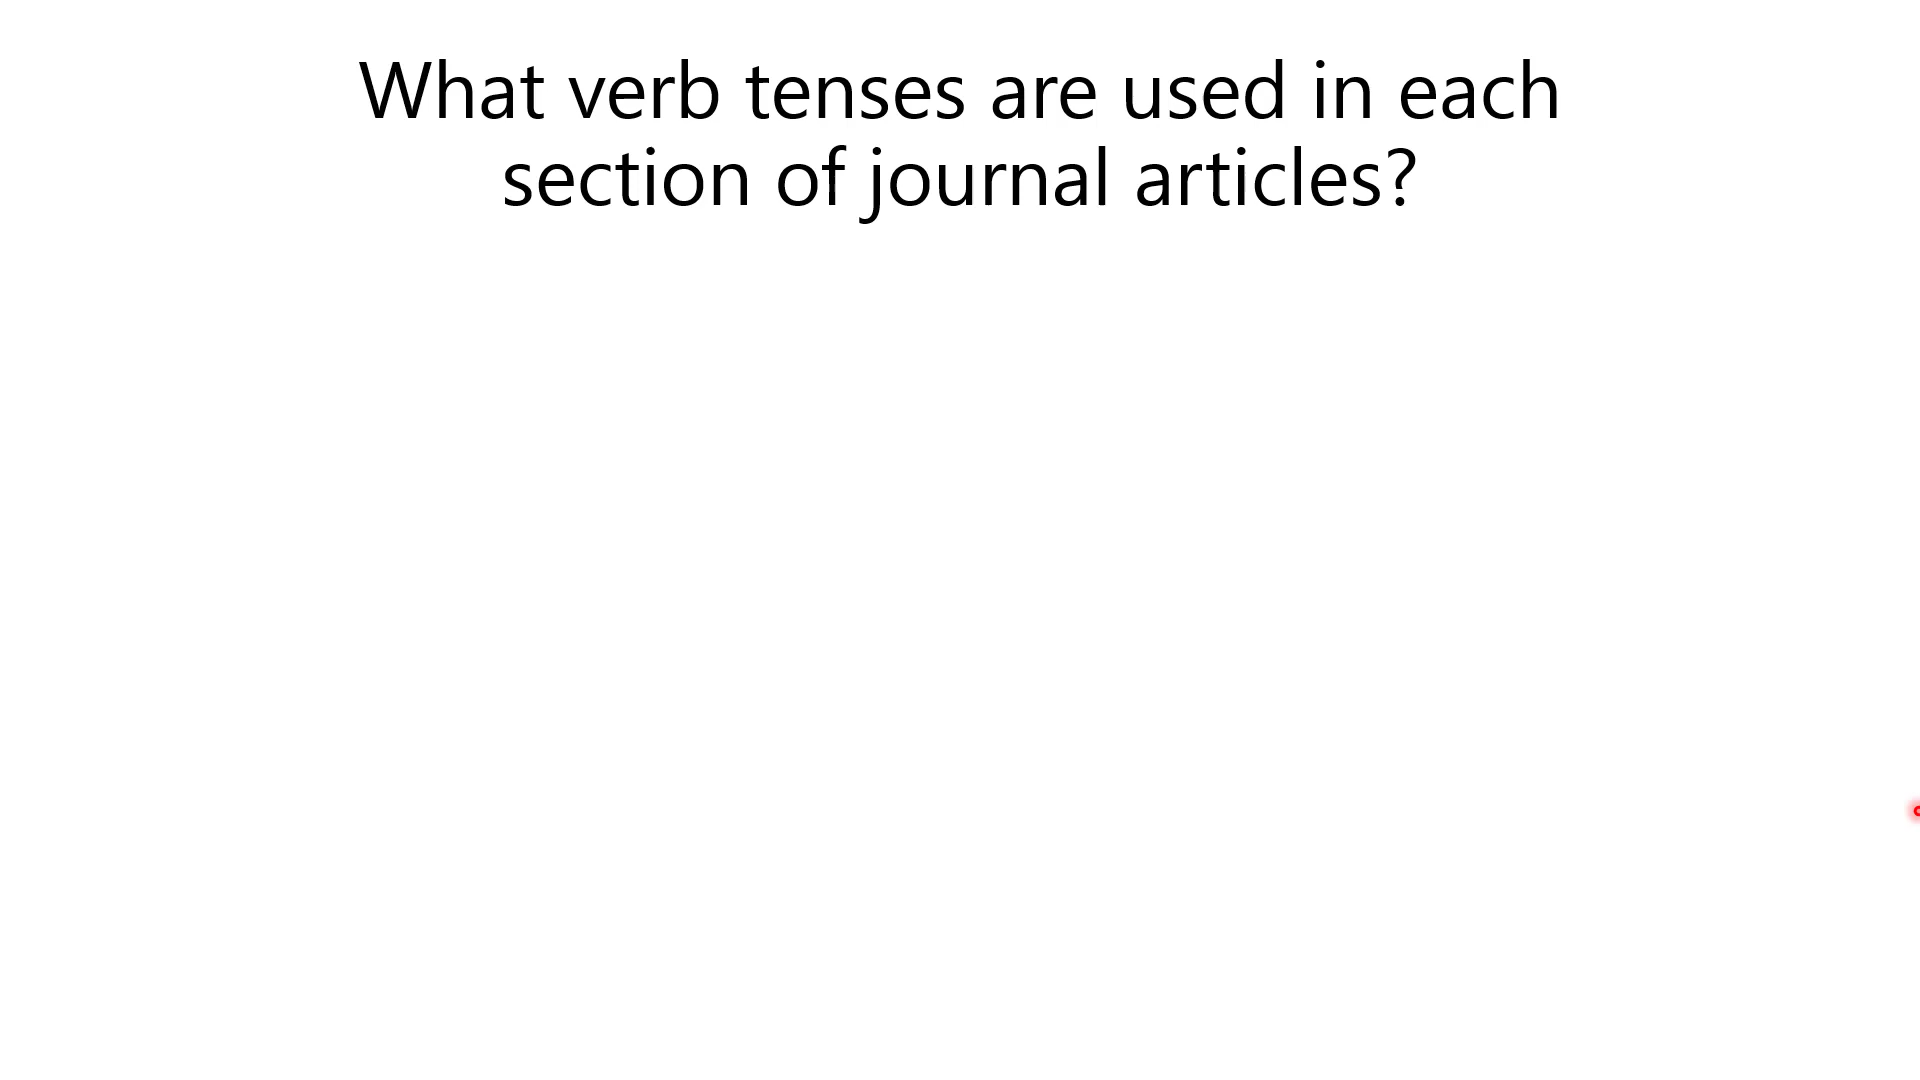 What verb tenses are used in each
section of journal articles?